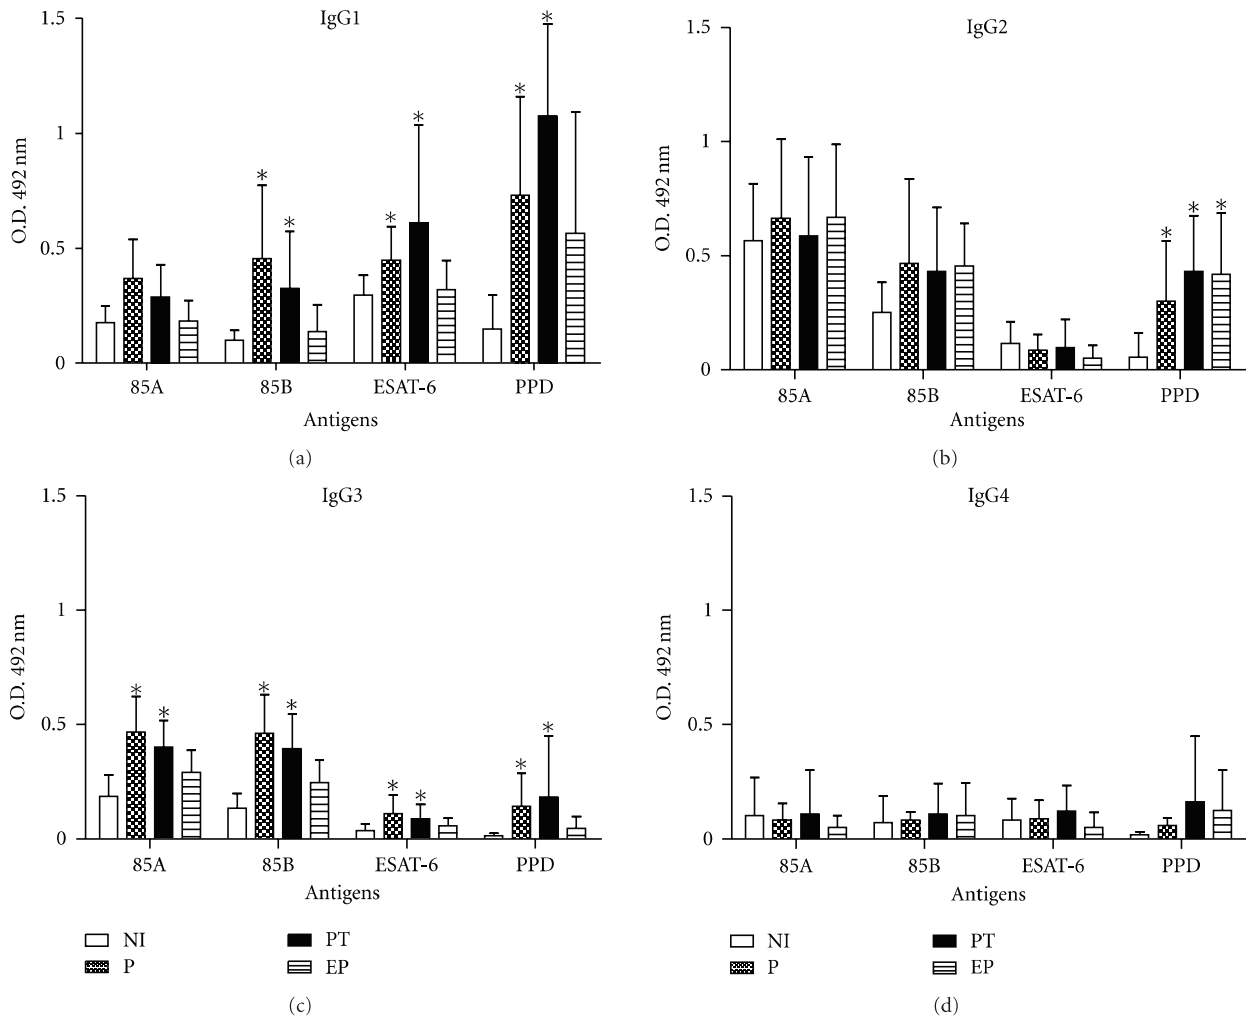 IgG1
1.5
1
0.5
0
O.D. 492 nm
* * * * * *
85A 85B ESAT-6 PPD
Antigens
(a)
IgG2
1.5
1
0.5
0
O.D. 492 nm
* * *
85A 85B ESAT-6 PPD
Antigens
(b)
IgG3
1.5
1
0.5
0
O.D. 492 nm
* * * * * * * *
85A 85B ESAT-6 PPD
Antigens
NI PT
P EP
(c)
IgG4
1.5
1
0.5
0
O.D. 492 nm
85A 85B ESAT-6 PPD
Antigens
NI PT
P EP
(d)